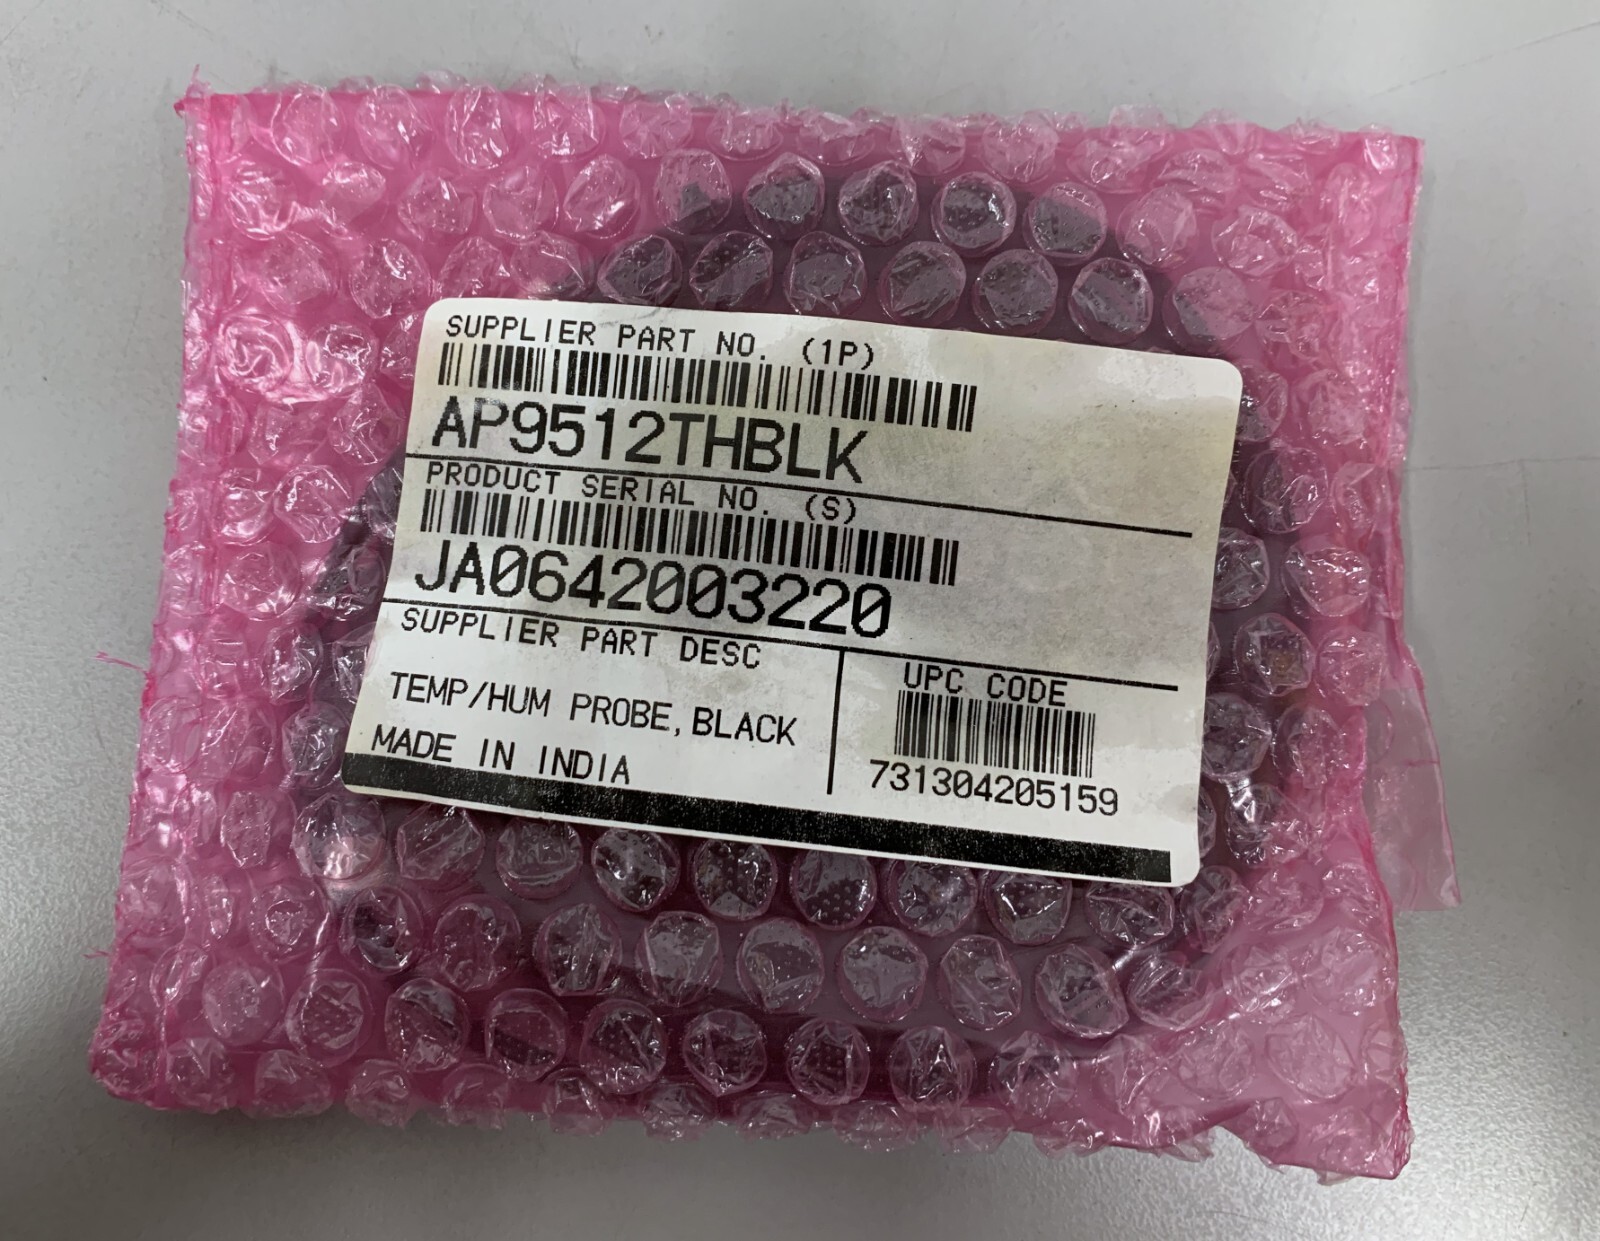 SUPPLIER PART NO. (1P)
AP9512THBLK
PRODUCT SERIAL NO. (S)
JA0642003220
SUPPLIER PART DESC
TEMP/HUM PROBE, BLACK
MADE IN INDIA
UPC CODE
731304205159